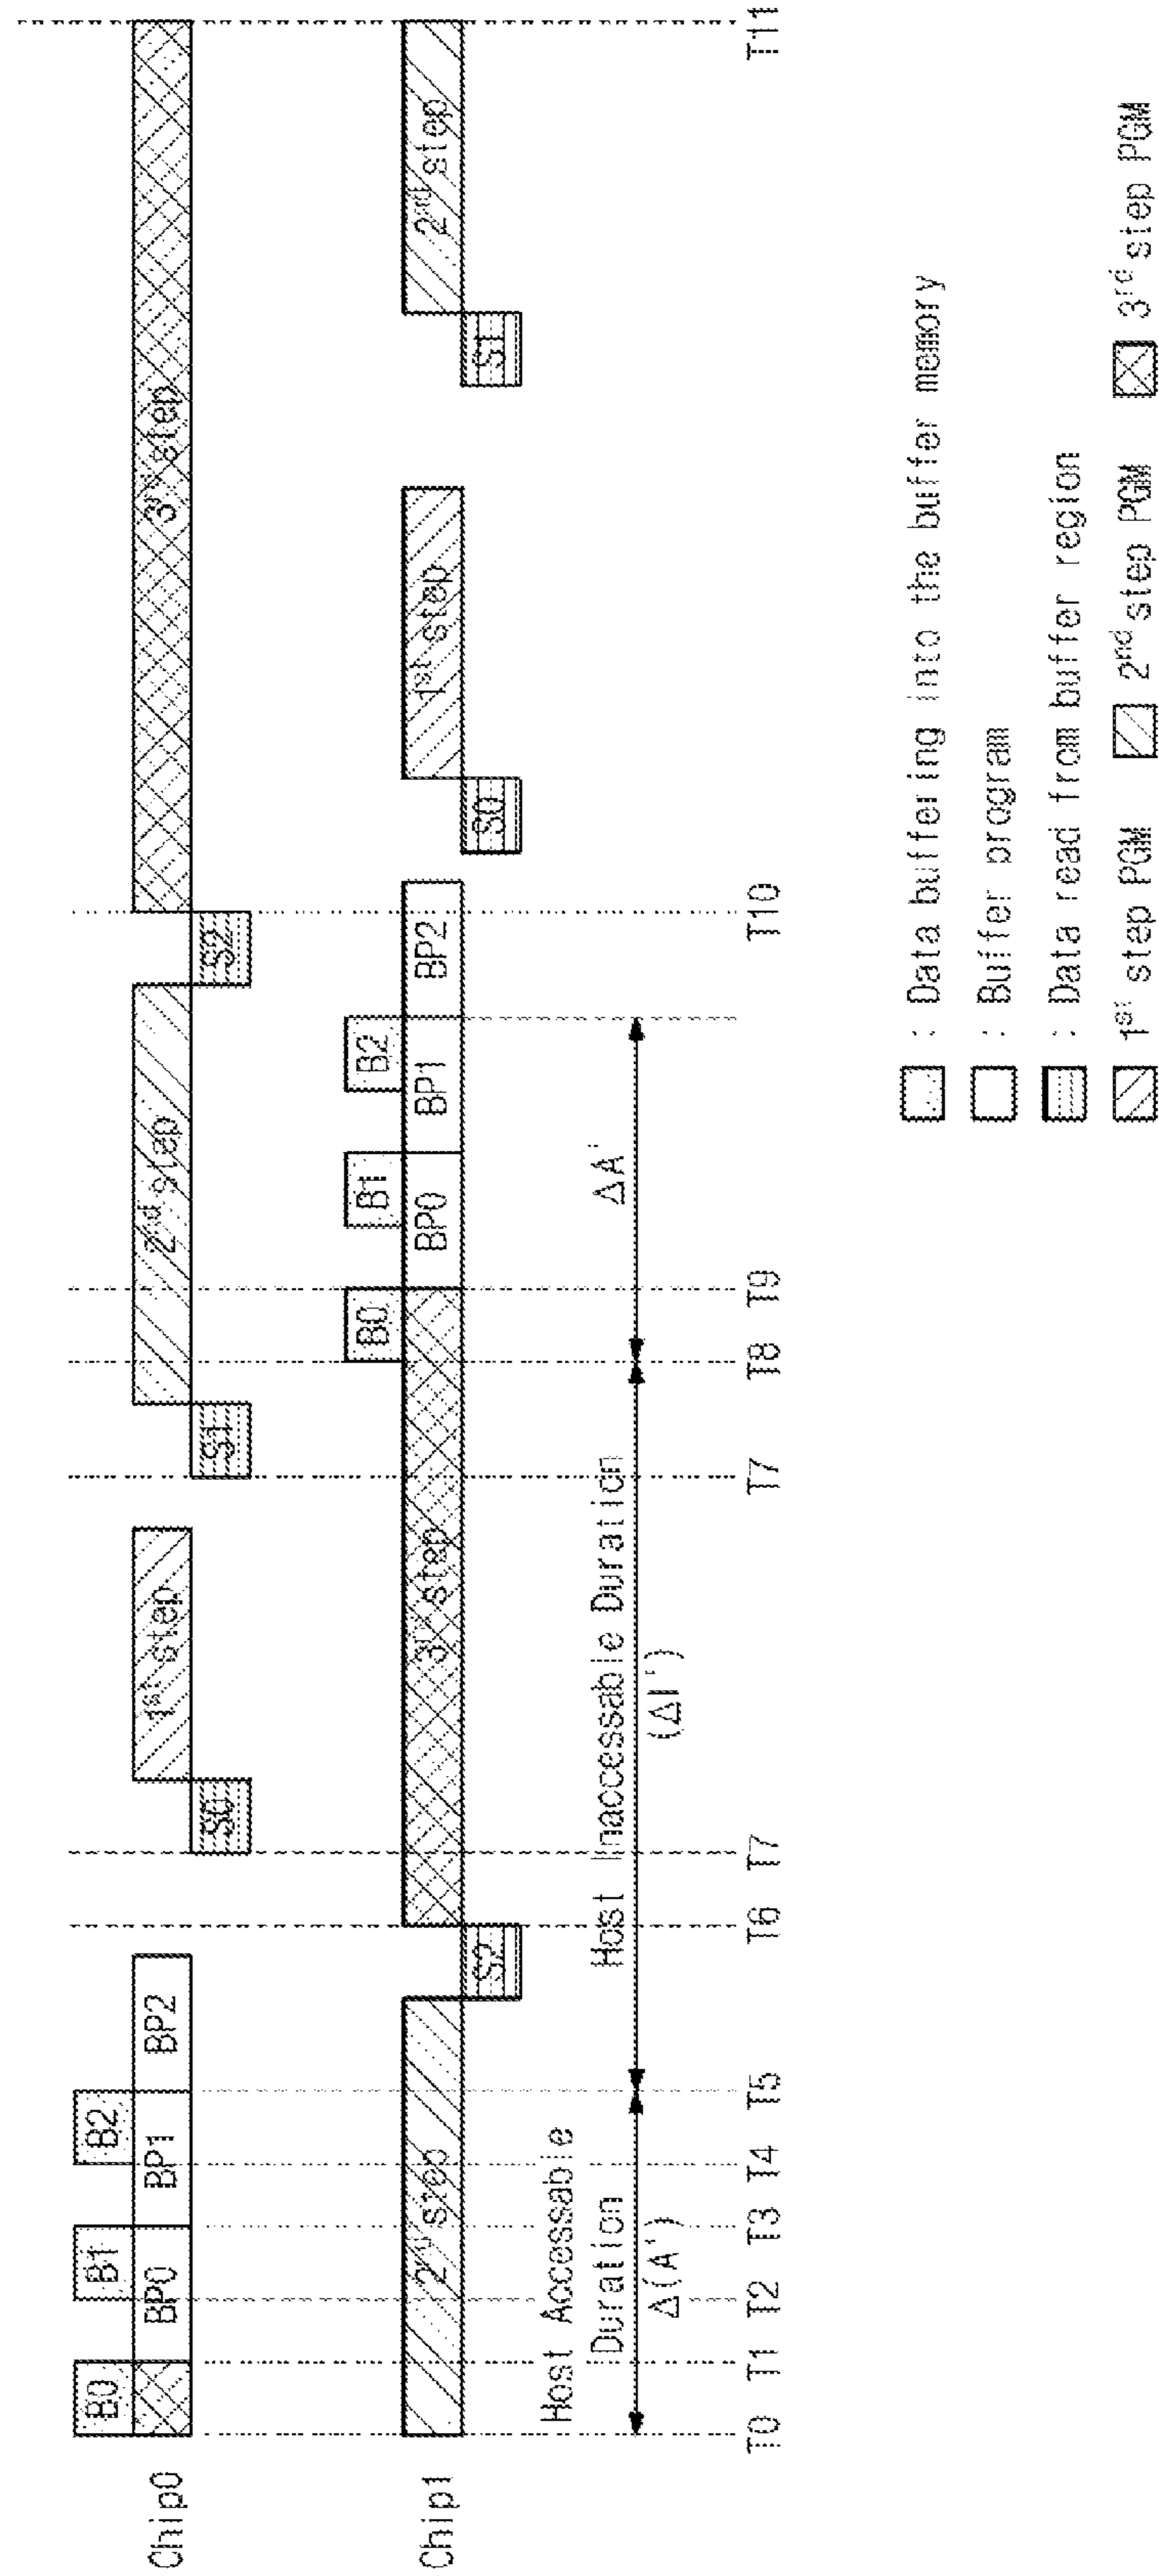 Chip0
B0
B1
B2
BP0
BP1
BP2
S0
1st step
S1
2nd step
S2
3rd step
Chip1
2nd step
S2
3rd step
B0
B1
B2
BP0
BP1
BP2
S0
1st step
S1
2nd step
Host Accessable
Duration
Δ(A')
Host Inaccessable Duration
(ΔI')
ΔA'
T0
T1
T2
T3
T4
T5
T6
T7
T7
T8
T9
T10
T11
: Data buffering into the buffer memory
: Buffer program
: Data read from buffer region
1st step PGM
2nd step PGM
3rd step PGM